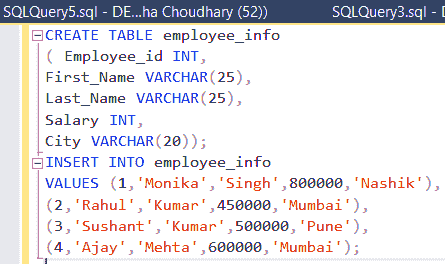 SQLQuery5.sql - DE...ha Choudhary (52)) SQLQuery3.sql - D
CREATE TABLE employee_info
( Employee_id INT,
First_Name VARCHAR(25),
Last_Name VARCHAR(25),
Salary INT,
City VARCHAR(20));
INSERT INTO employee_info
VALUES (1,'Monika','Singh',800000,'Nashik'),
(2,'Rahul','Kumar',450000,'Mumbai'),
(3,'Sushant','Kumar',500000,'Pune'),
(4,'Ajay','Mehta',600000,'Mumbai');